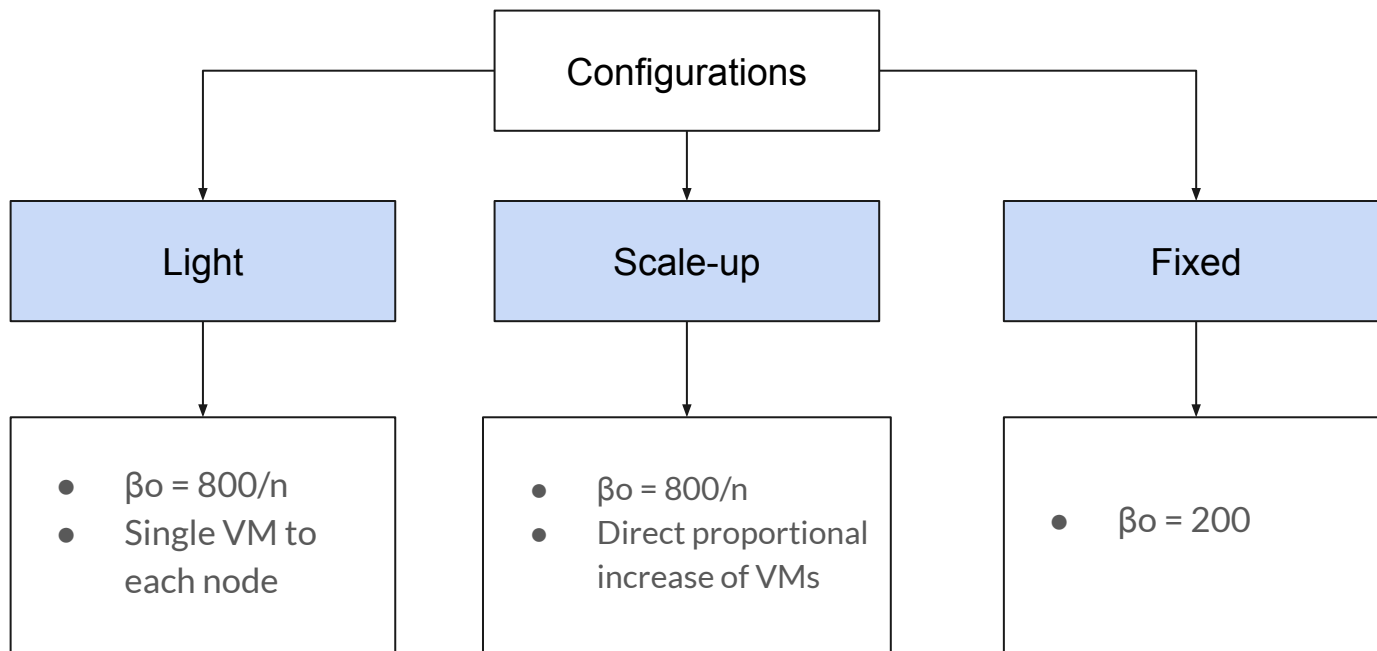 Configurations
Light
Scale-up
Fixed
● βo = 800/n
● Single VM to
each node
● βo = 800/n
● Direct proportional
increase of VMs
● βo = 200